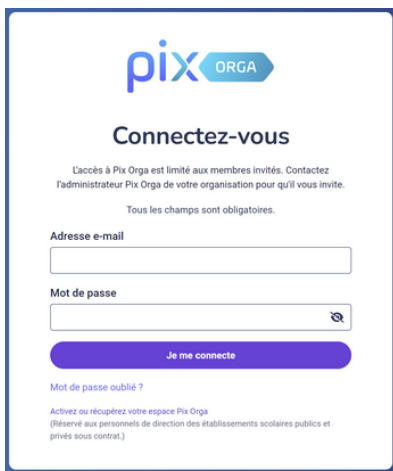 pix ORGA
Connectez-vous
L'accès à Pix Orga est limité aux membres invités. Contactez
l'administrateur Pix Orga de votre organisation pour qu'il vous invite.
Tous les champs sont obligatoires.
Adresse e-mail
Mot de passe
Je me connecte
Mot de passe oublié ?
Activez ou récupérez votre espace Pix Orga
(Réservé aux personnels de direction des établissements scolaires publics et
privés sous contrat.)